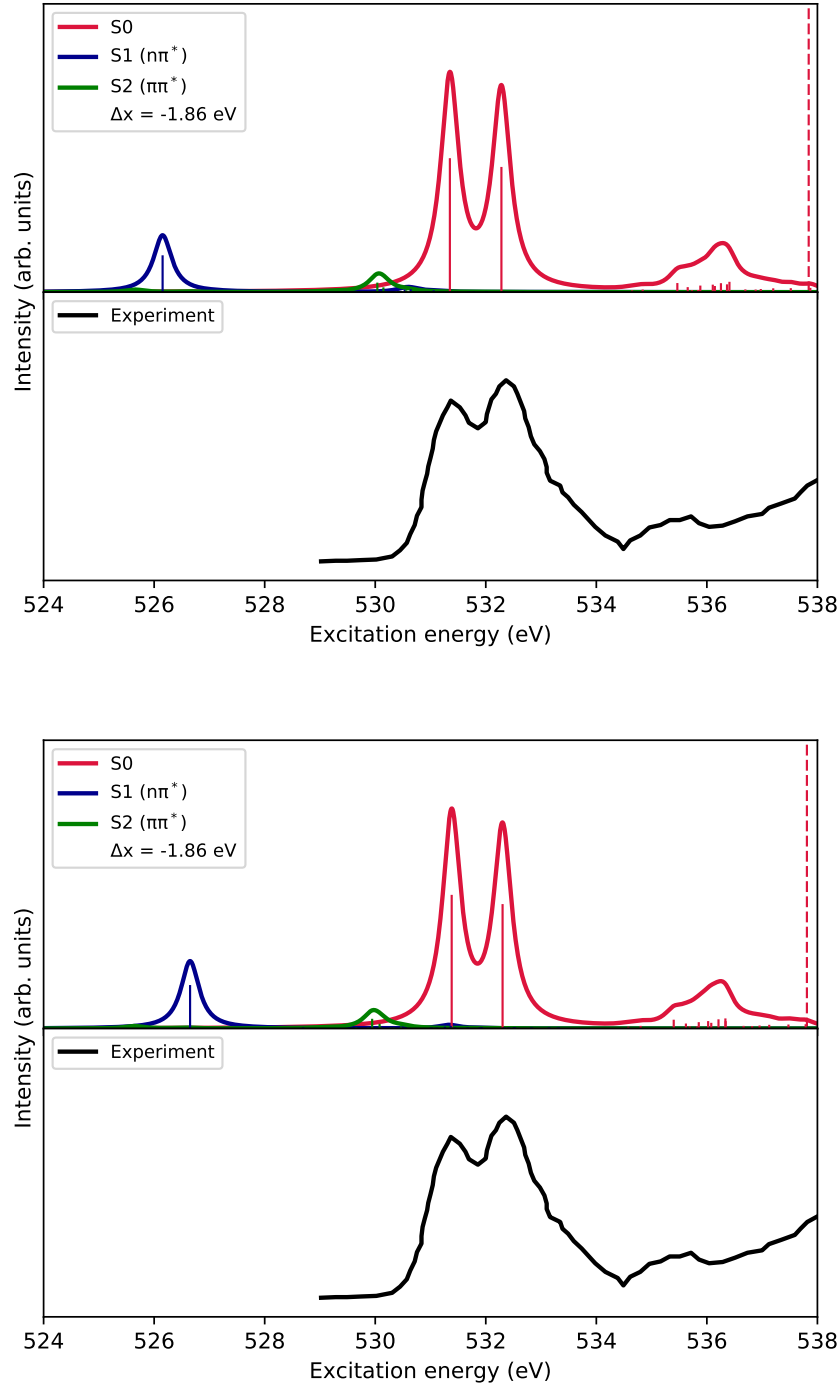 S0
S1 (nπ*)
S2 (ππ*)
Δx = -1.86 eV
Intensity (arb. units)
Experiment
524 526 528 530 532 534 536 538
Excitation energy (eV)
S0
S1 (nπ*)
S2 (ππ*)
Δx = -1.86 eV
Intensity (arb. units)
Experiment
524 526 528 530 532 534 536 538
Excitation energy (eV)